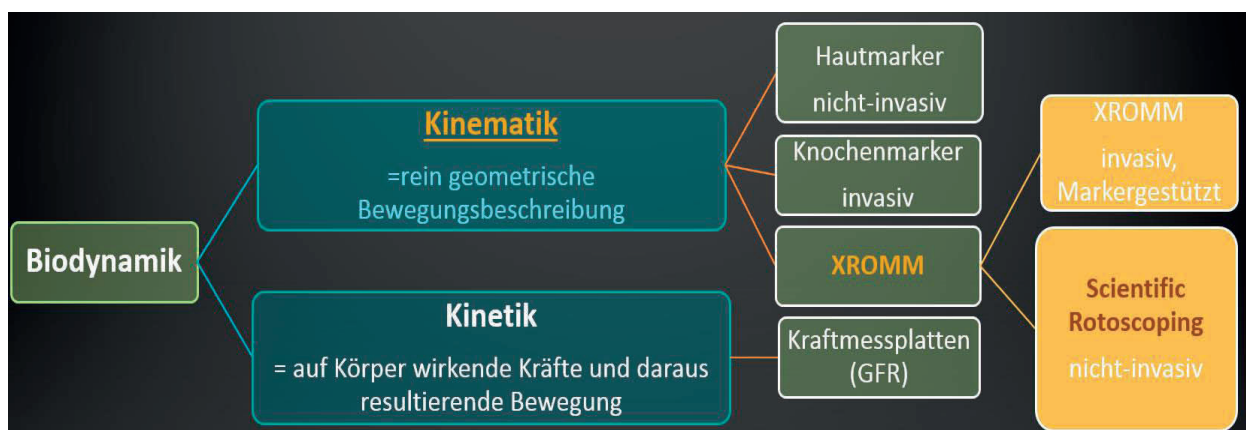 Biodynamik
Kinematik
=rein geometrische
Bewegungsbeschreibung
Kinetik
= auf Körper wirkende Kräfte und daraus
resultierende Bewegung
Hautmarker
nicht-invasiv
Knochenmarker
invasiv
XROMM
Kraftmessplatten
(GFR)
XROMM
invasiv,
Markergestützt
Scientific
Rotoscoping
nicht-invasiv